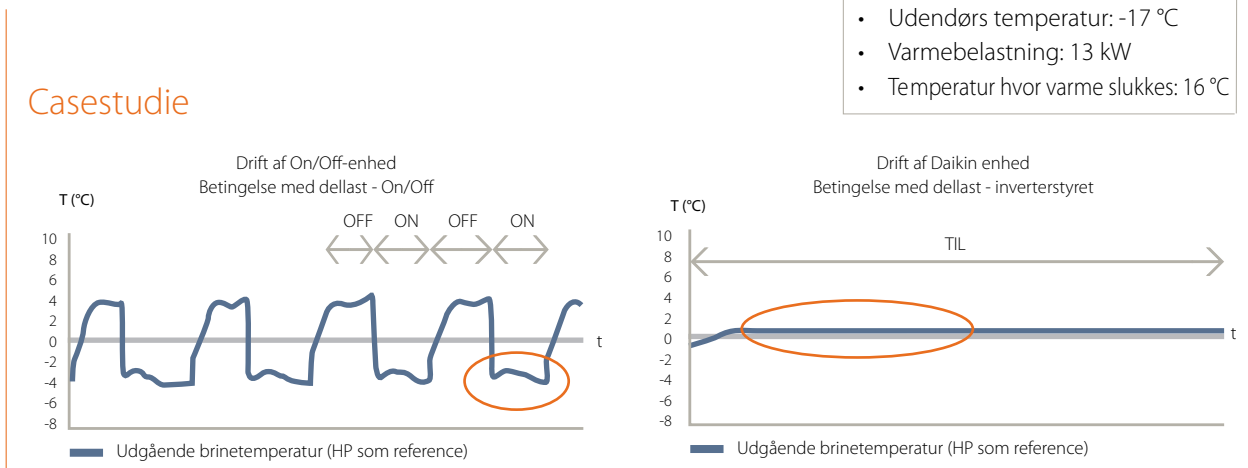 • Udendørs temperatur: -17 °C
• Varmebelastning: 13 kW
• Temperatur hvor varme slukkes: 16 °C
Casestudie
Drift af On/Off-enhed
Betingelse med dellast - On/Off
T (°C)
OFF ON OFF ON
10
8
6
4
2
0
-2
-4
-6
-8
t
Udgående brinetemperatur (HP som reference)
Drift af Daikin enhed
Betingelse med dellast - inverterstyret
T (°C)
TIL
10
8
6
4
2
0
-2
-4
-6
-8
t
Udgående brinetemperatur (HP som reference)